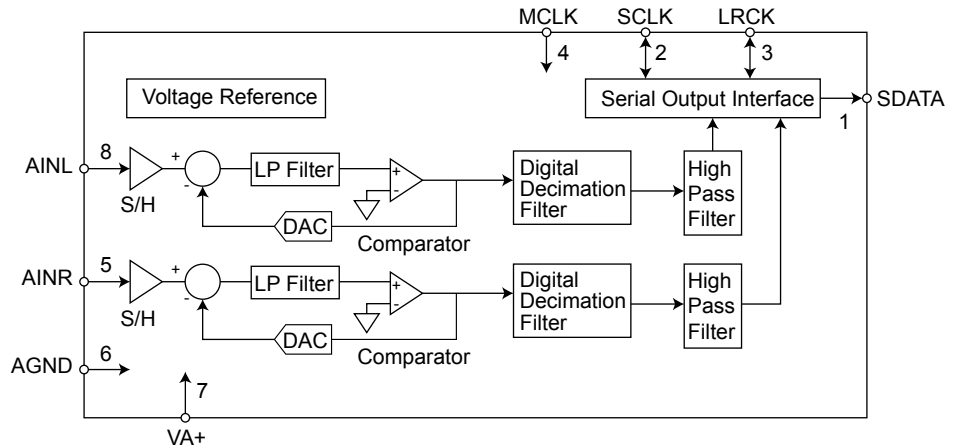 MCLK SCLK LRCK
4 2 3
Voltage Reference
Serial Output Interface
SDATA
1
AINL 8
+
-
S/H
LP Filter
+
-
DAC
Comparator
Digital
Decimation
Filter
High
Pass
Filter
AINR 5
+
-
S/H
LP Filter
+
-
DAC
Comparator
Digital
Decimation
Filter
High
Pass
Filter
AGND 6
7
VA+